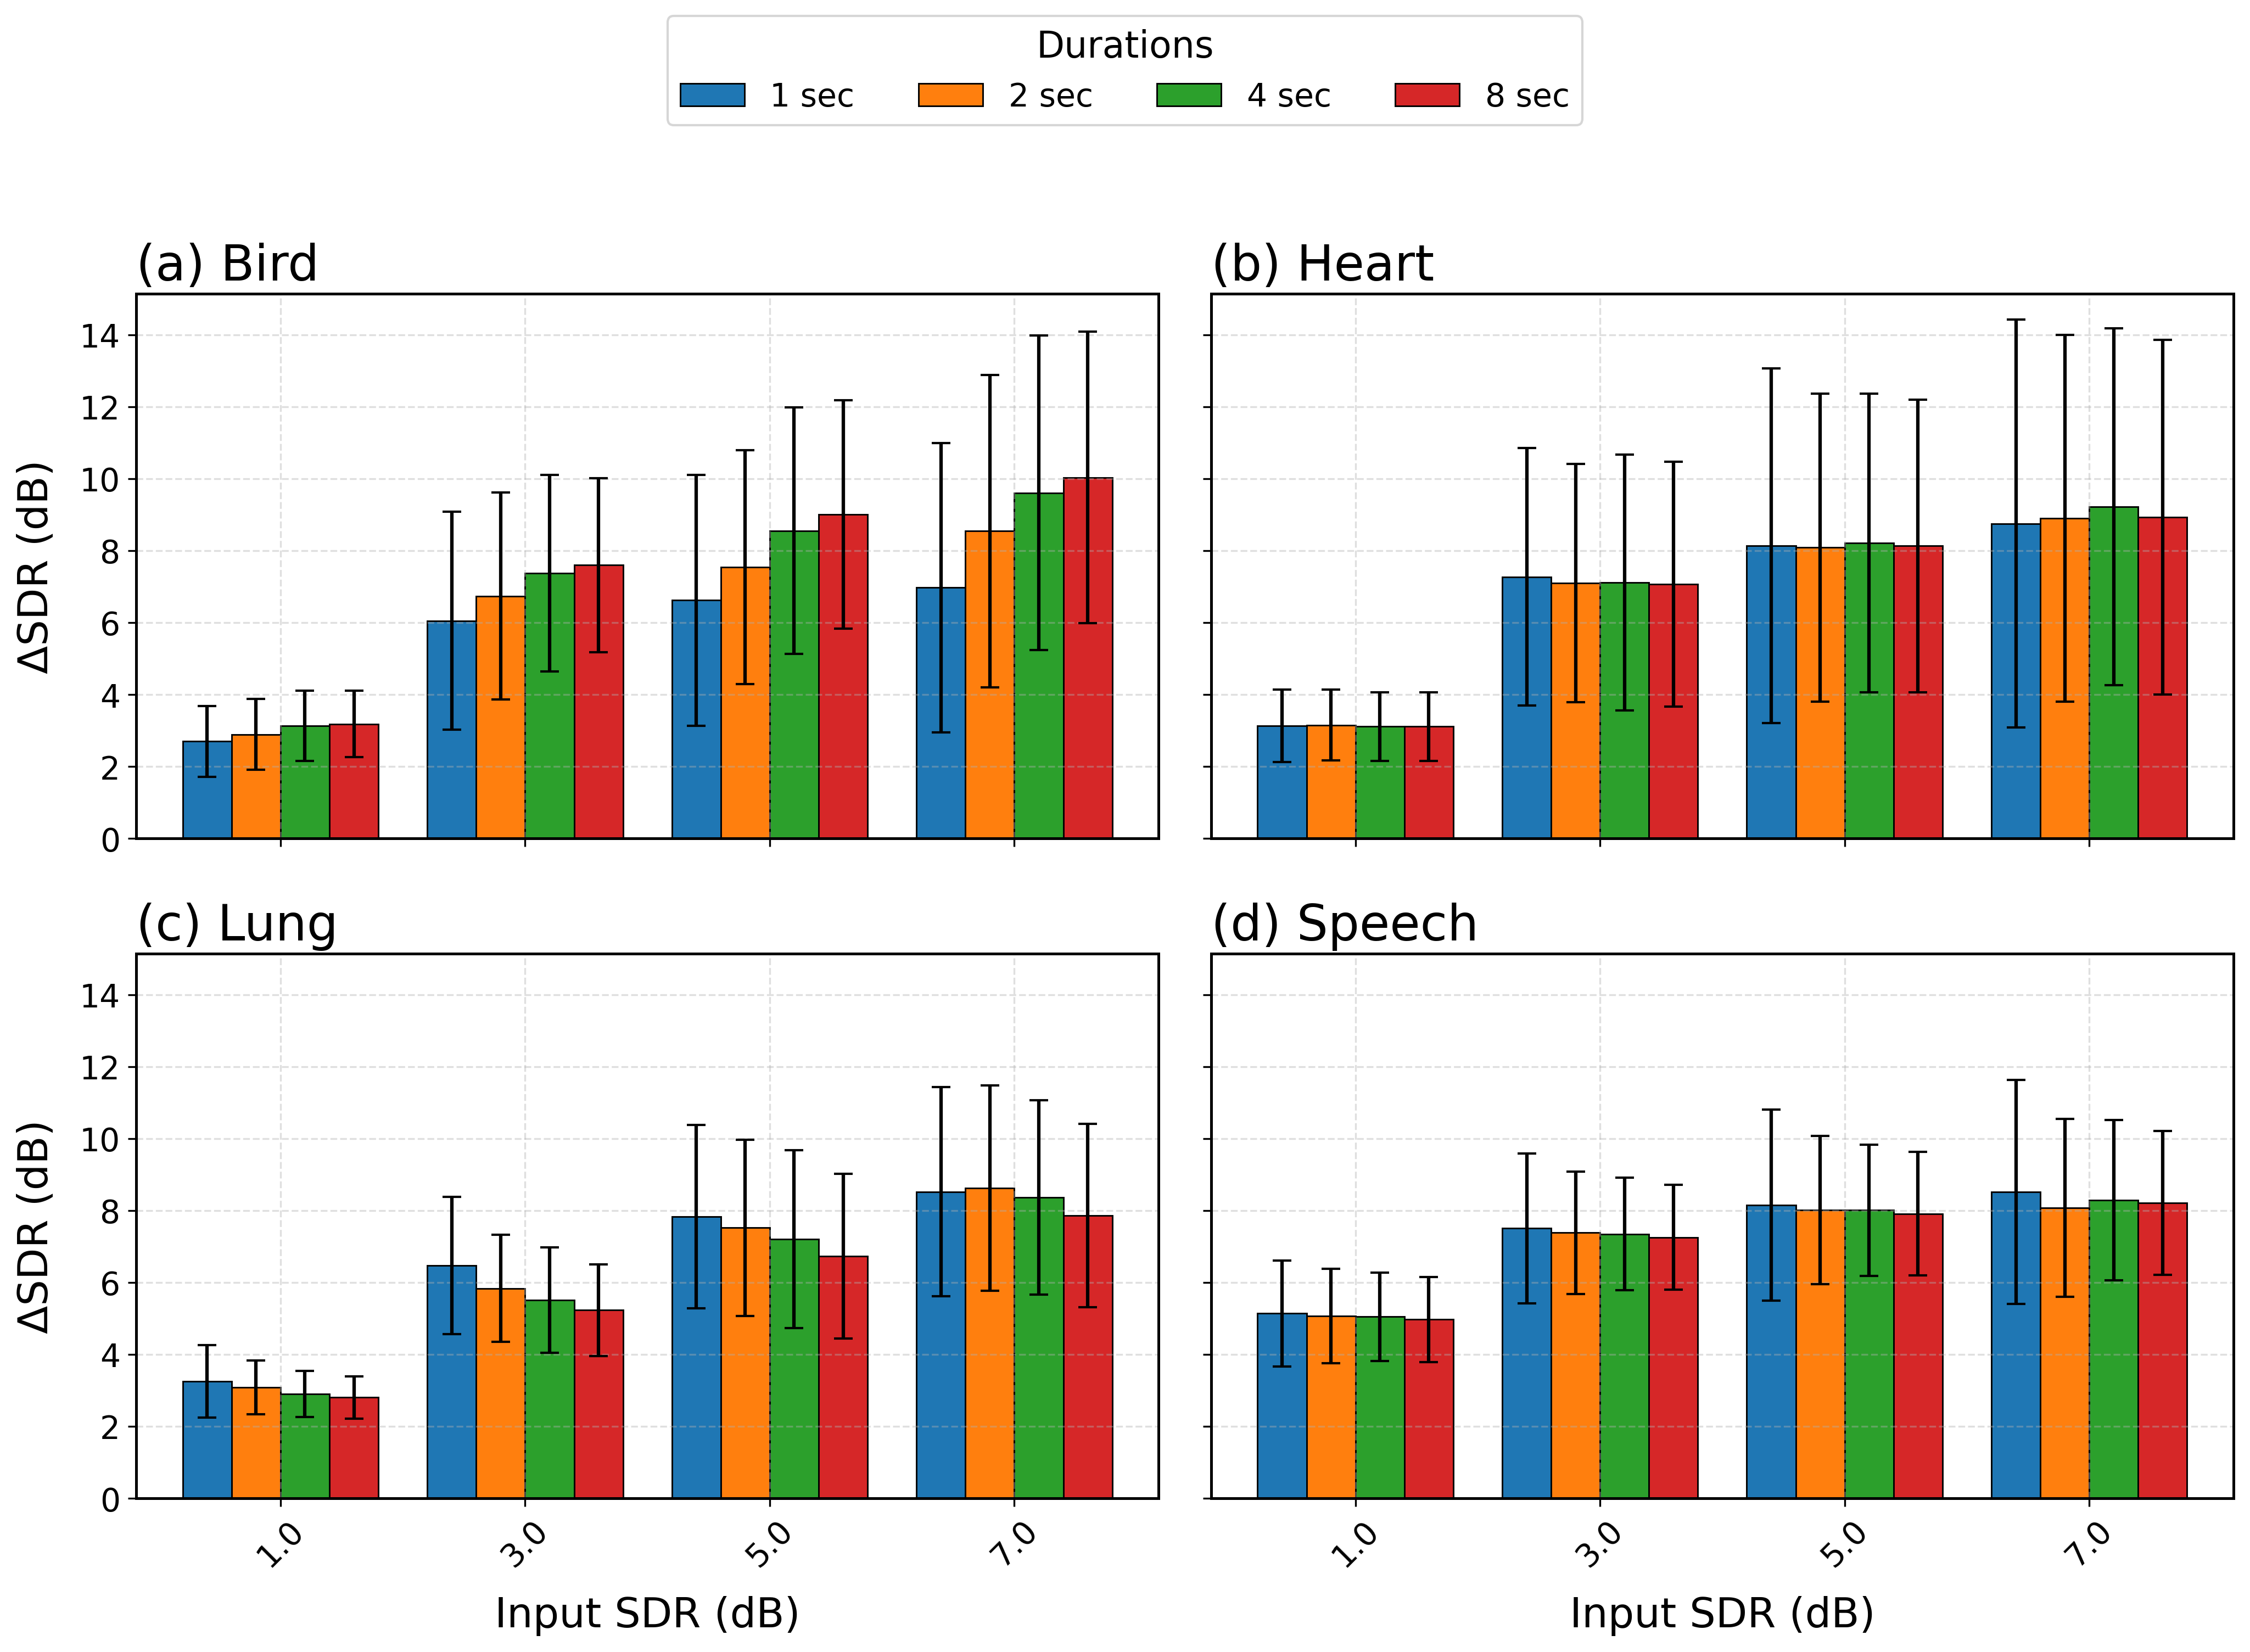 Durations
1 sec 2 sec 4 sec 8 sec
(a) Bird
(b) Heart
14
12
10
8
6
4
2
0
ΔSDR (dB)
(c) Lung
(d) Speech
14
12
10
8
6
4
2
0
ΔSDR (dB)
1.0 3.0 5.0 7.0
1.0 3.0 5.0 7.0
Input SDR (dB)
Input SDR (dB)